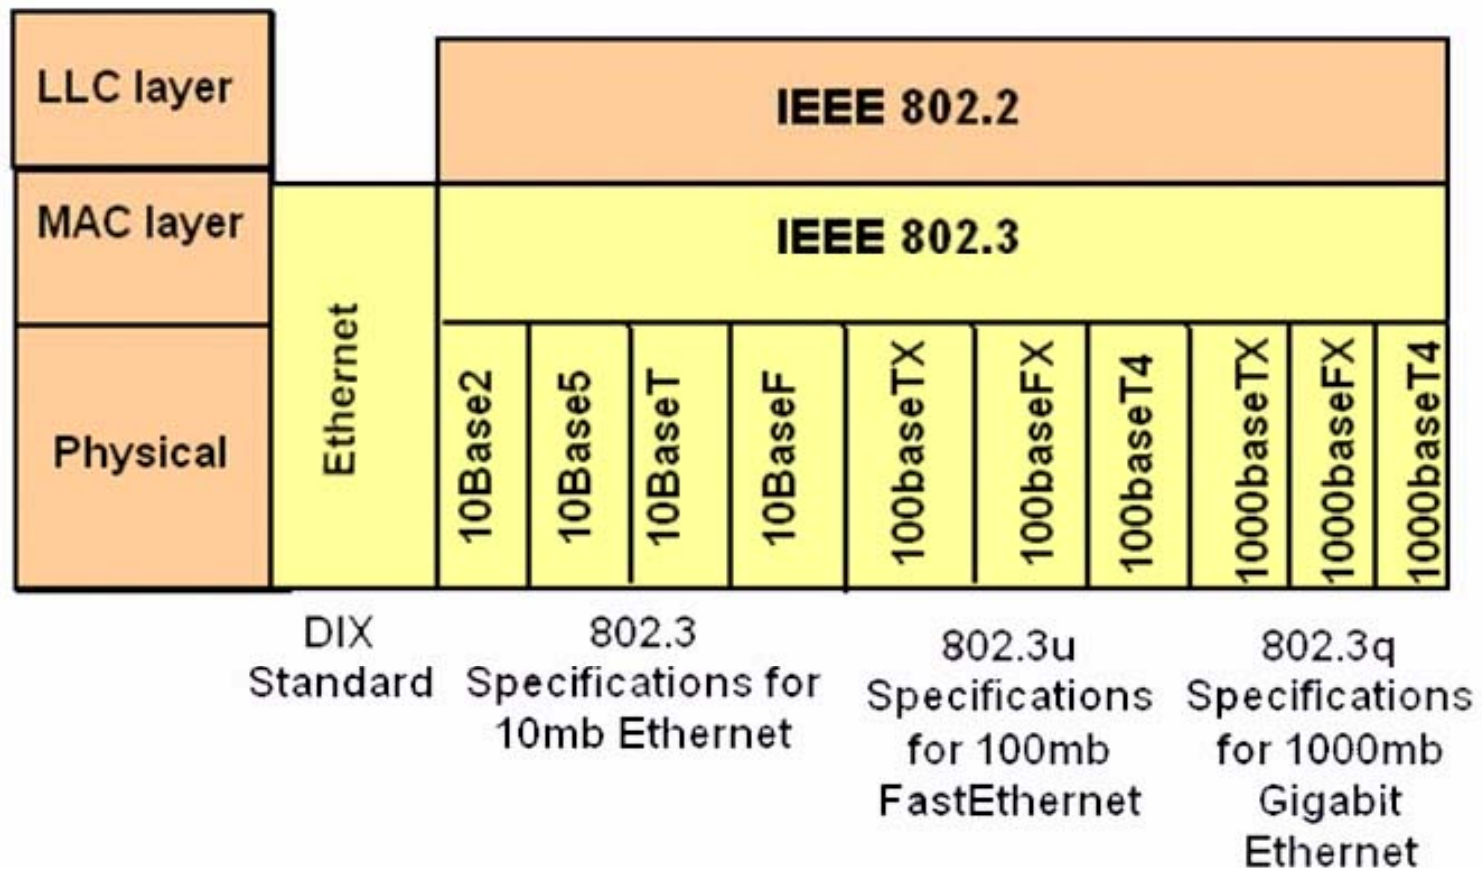 LLC layer
IEEE 802.2
MAC layer
IEEE 802.3
Physical
Ethernet
10Base2
10Base5
10BaseT
10BaseF
100baseTX
100baseFX
100baseT4
1000baseTX
1000baseFX
1000baseT4
DIX
Standard
802.3
Specifications for
10mb Ethernet
802.3u
Specifications
for 100mb
FastEthernet
802.3q
Specifications
for 1000mb
Gigabit
Ethernet